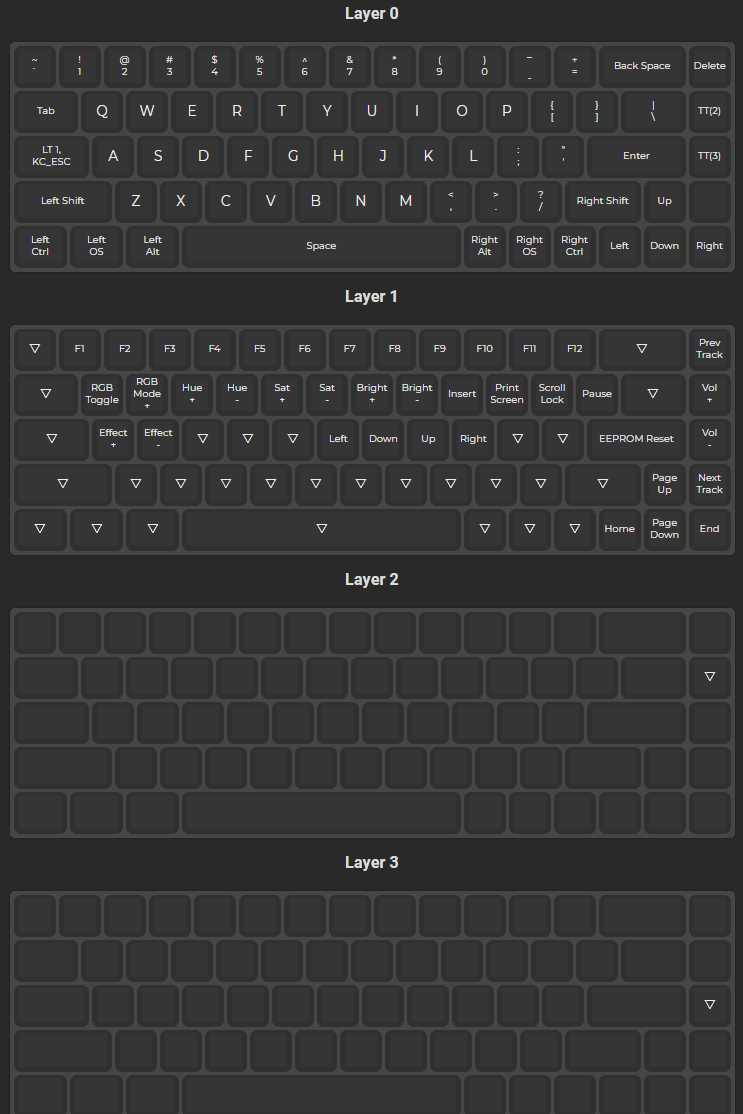 Layer 0
~ ! @ # $ % ^ & * ( ) _ +
` 1 2 3 4 5 6 7 8 9 0 - = Back Space Delete
Tab Q W E R T Y U I O P { } | TT(2)
[ ] \
LT 1, A S D F G H J K L : " Enter TT(3)
KC_ESC ; '
Left Shift Z X C V B N M < > ? Right Shift Up
, . /
Left Left Left Space Right Right Right Left Down Right
Ctrl OS Alt Alt OS Ctrl
Layer 1
▽ F1 F2 F3 F4 F5 F6 F7 F8 F9 F10 F11 F12 ▽ Prev
Track
▽ RGB RGB Hue Hue Sat Sat Bright Bright Insert Print Scroll Pause ▽ Vol
Toggle Mode + - + - + - Screen Lock +
+
▽ Effect Effect ▽ ▽ ▽ Left Down Up Right ▽ ▽ EEPROM Reset Vol
+ - -
▽ ▽ ▽ ▽ ▽ ▽ ▽ ▽ ▽ ▽ ▽ ▽ Page Next
Up Track
▽ ▽ ▽ ▽ ▽ ▽ ▽ Home Page End
Down
Layer 2
▽
Layer 3
▽